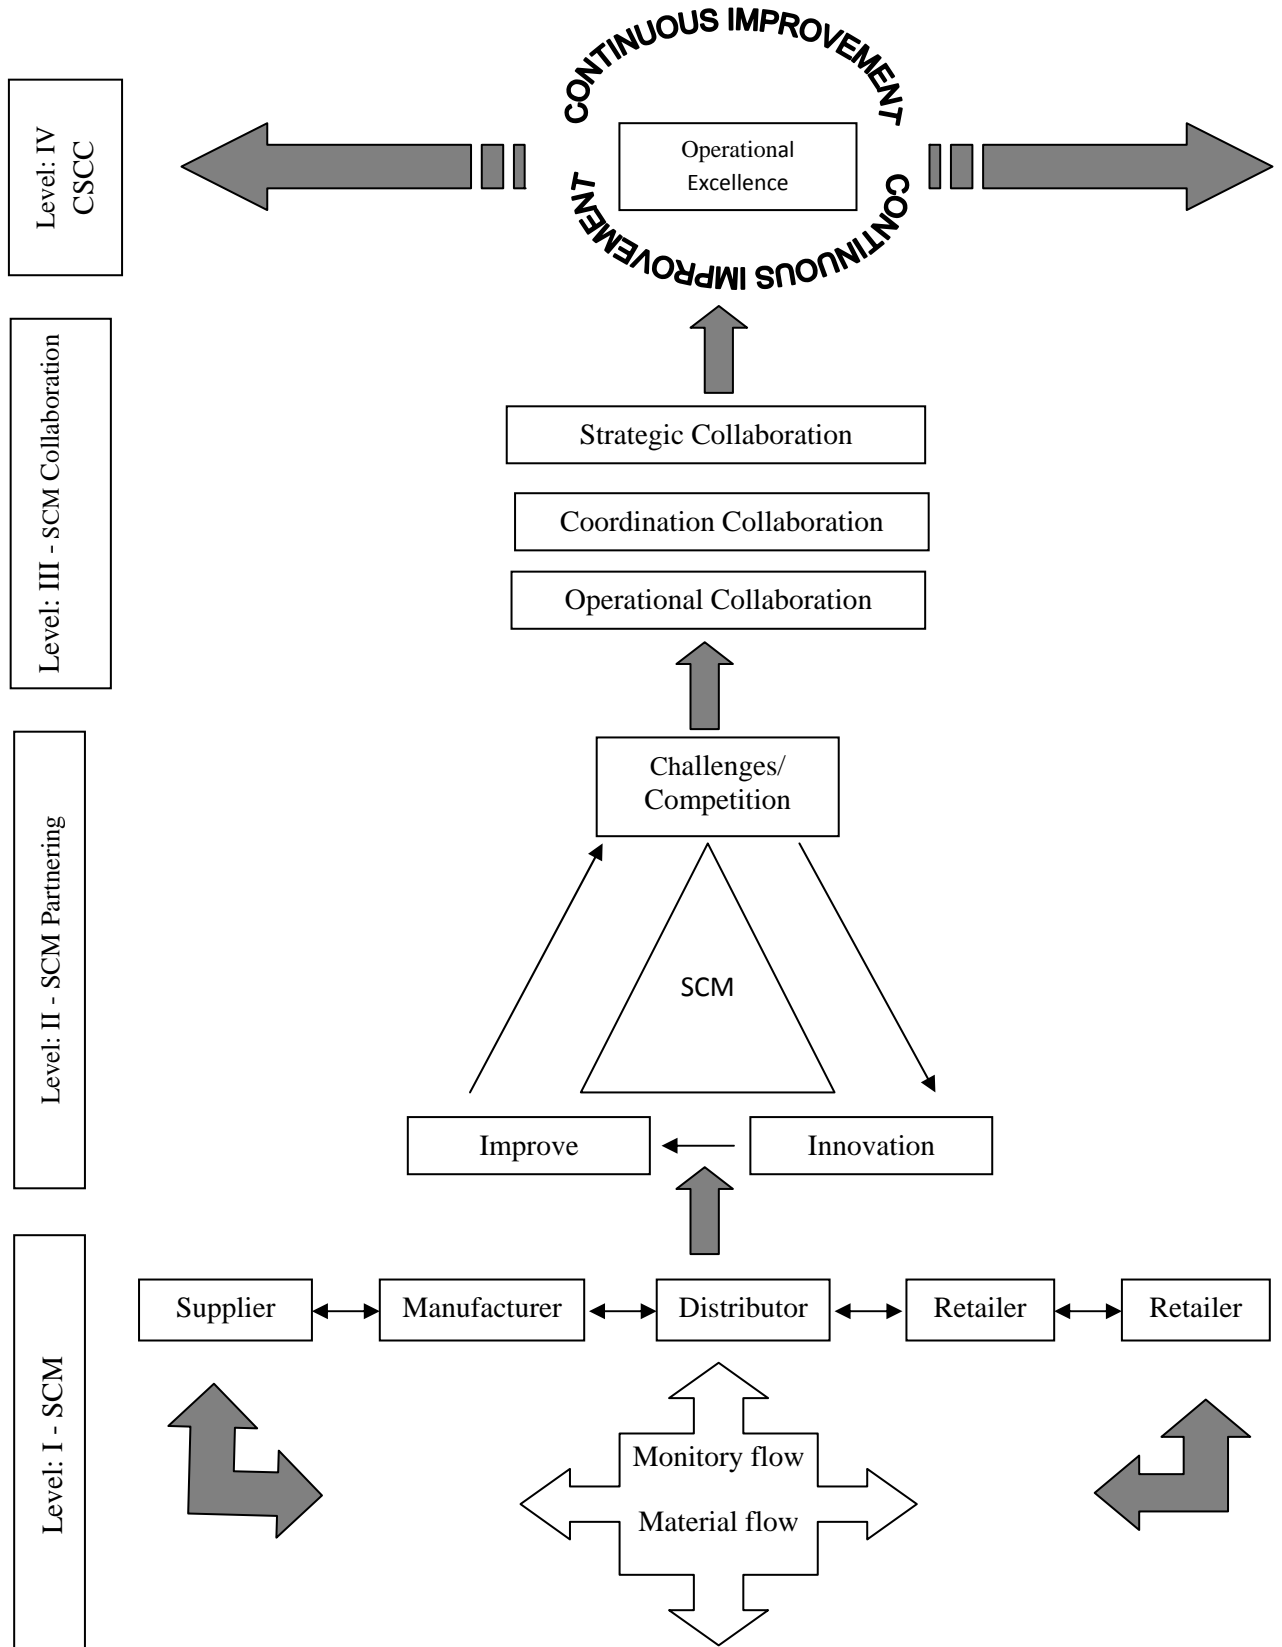 CONTINUOUS IMPROVEMENT
Level: IV
CSCC
Operational
Excellence
CONTINUOUS IMPROVEMENT
Level: III - SCM Collaboration
Strategic Collaboration
Coordination Collaboration
Operational Collaboration
Level: II - SCM Partnering
Challenges/
Competition
SCM
Improve
Innovation
Level: I - SCM
Supplier
Manufacturer
Distributor
Retailer
Retailer
Monitory flow
Material flow